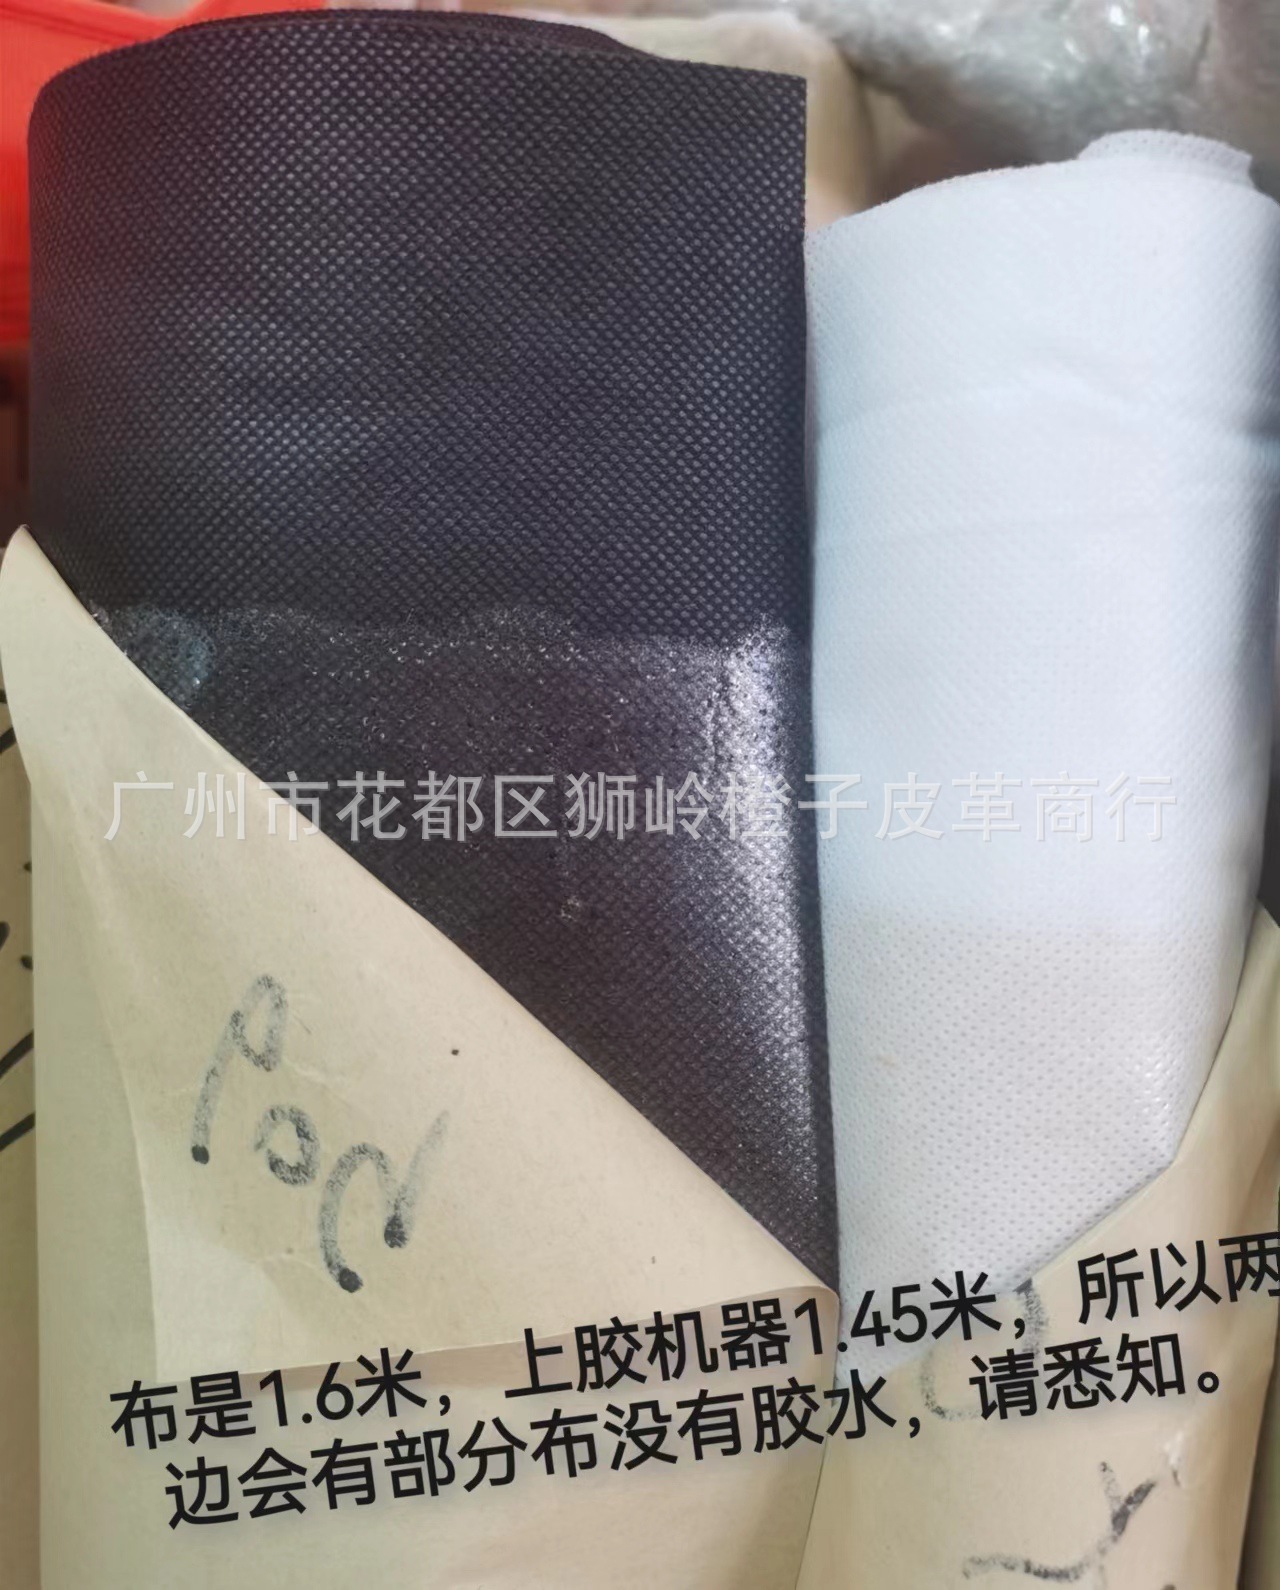 广州市花都区狮岭橙子皮革商行
布是1.6米，上胶机器1.45米，所以两
边会有部分布没有胶水，请悉知。